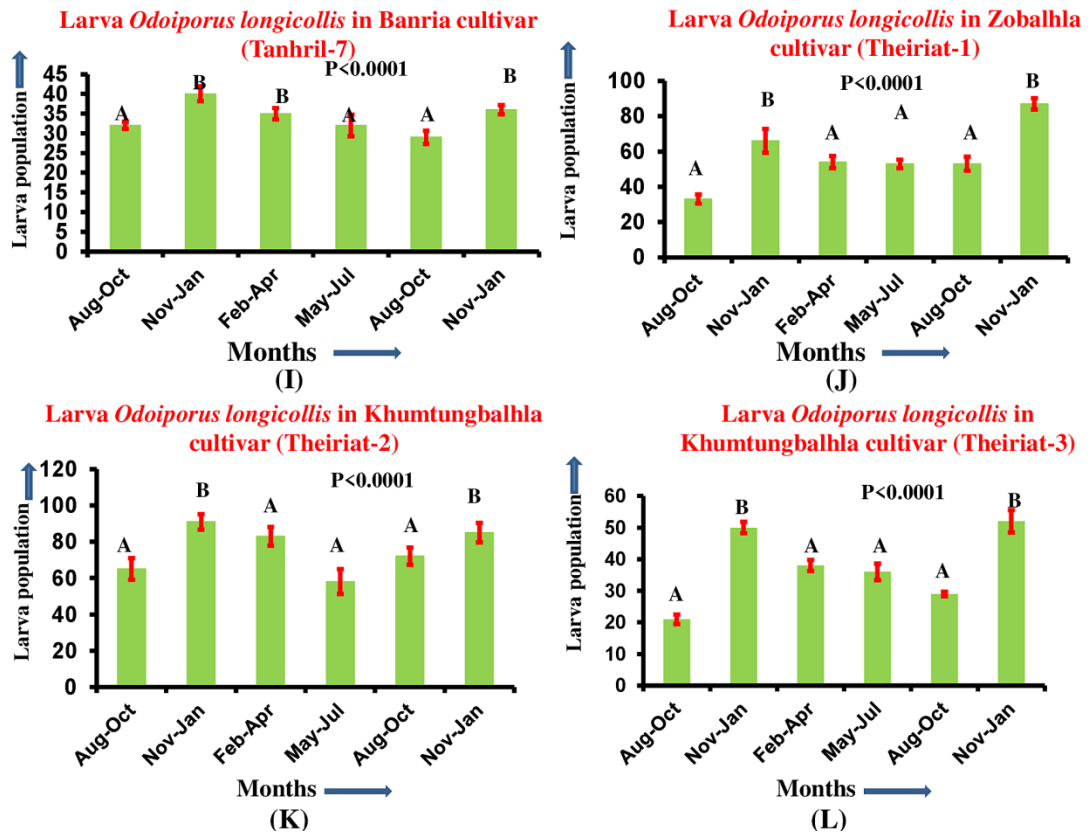 Larva Odoiporus longicollis in Banria cultivar
(Tanhril-7)
P<0.0001
Larva population
45
40
35
30
25
20
15
10
5
0
A
B
B
A
A
B
Aug-Oct
Nov-Jan
Feb-Apr
May-Jul
Aug-Oct
Nov-Jan
Months
(I)
Larva Odoiporus longicollis in Zobalhla
cultivar (Theiriat-1)
P<0.0001
Larva population
100
80
60
40
20
0
A
B
A
A
A
B
Aug-Oct
Nov-Jan
Feb-Apr
May-Jul
Aug-Oct
Nov-Jan
Months
(J)
Larva Odoiporus longicollis in Khumtungbalhla
cultivar (Theiriat-2)
P<0.0001
Larva population
120
100
80
60
40
20
0
A
B
A
A
A
B
Aug-Oct
Nov-Jan
Feb-Apr
May-Jul
Aug-Oct
Nov-Jan
Months
(K)
Larva Odoiporus longicollis in
Khumtungbalhla cultivar (Theiriat-3)
P<0.0001
Larva population
60
50
40
30
20
10
0
A
B
A
A
A
B
Aug-Oct
Nov-Jan
Feb-Apr
May-Jul
Aug-Oct
Nov-Jan
Months
(L)